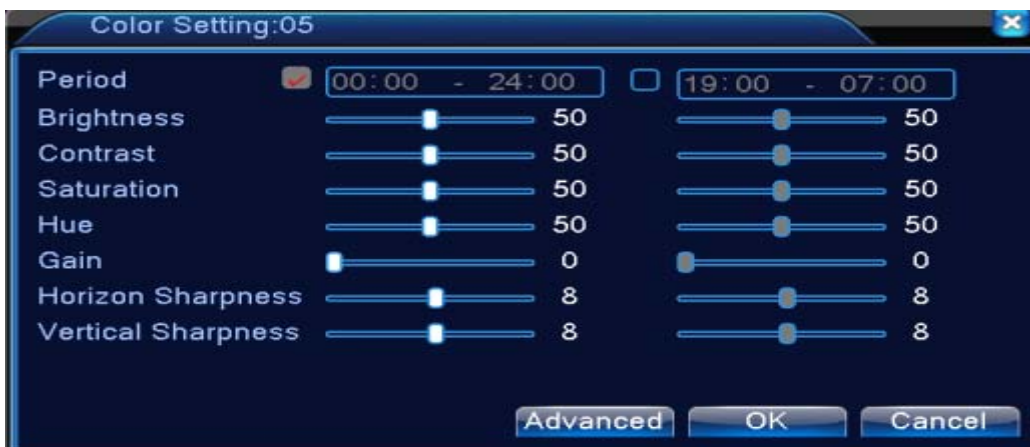 Color Setting:05
Period 00:00 - 24:00 19:00 - 07:00
Brightness 50 50
Contrast 50 50
Saturation 50 50
Hue 50 50
Gain 0 0
Horizon Sharpness 8 8
Vertical Sharpness 8 8
Advanced OK Cancel